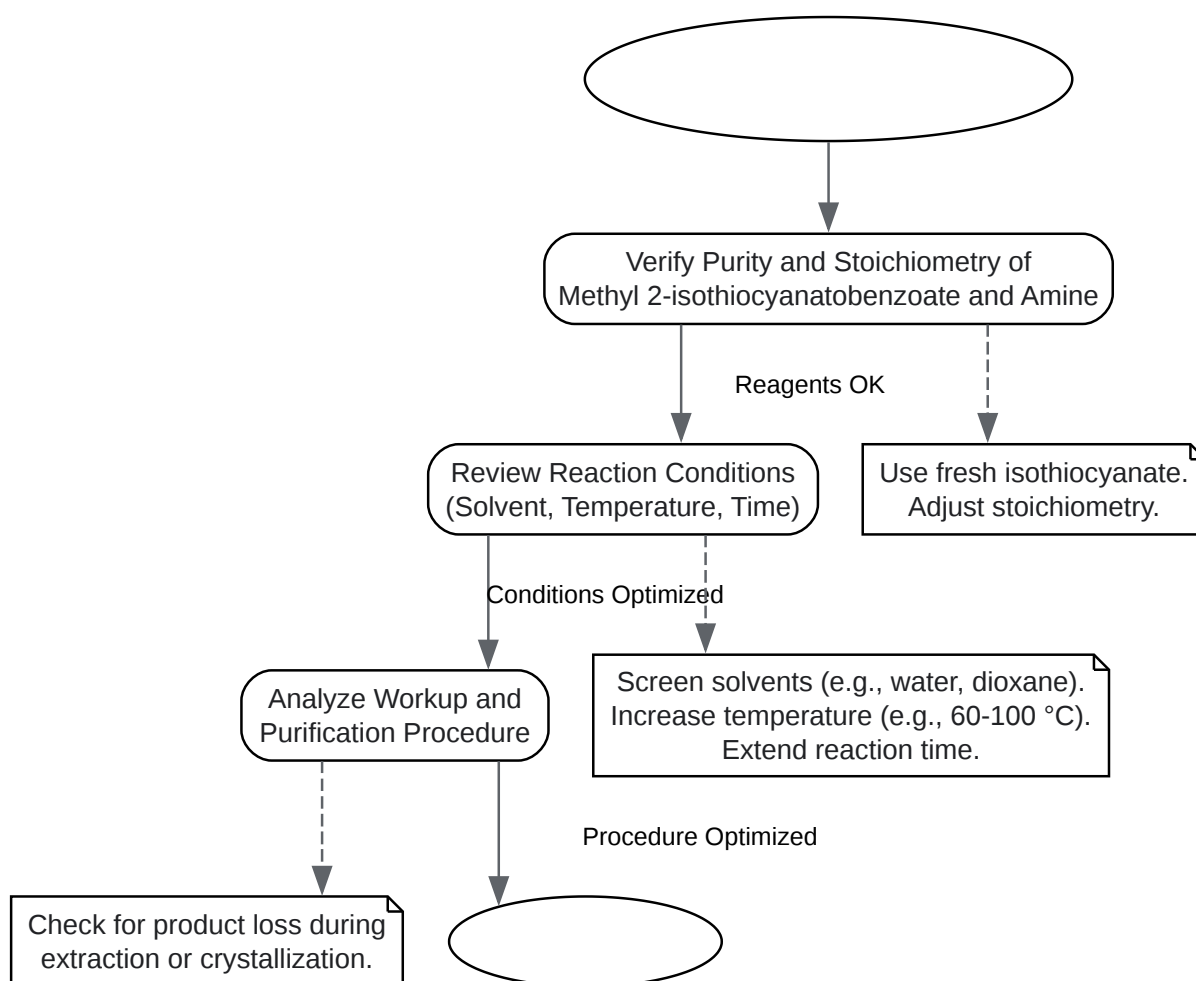 Verify Purity and Stoichiometry of
Methyl 2-isothiocyanatobenzoate and Amine
Reagents OK
Review Reaction Conditions
(Solvent, Temperature, Time)
Use fresh isothiocyanate.
Adjust stoichiometry.
Conditions Optimized
Analyze Workup and
Purification Procedure
Screen solvents (e.g., water, dioxane).
Increase temperature (e.g., 60-100 °C).
Extend reaction time.
Procedure Optimized
Check for product loss during
extraction or crystallization.